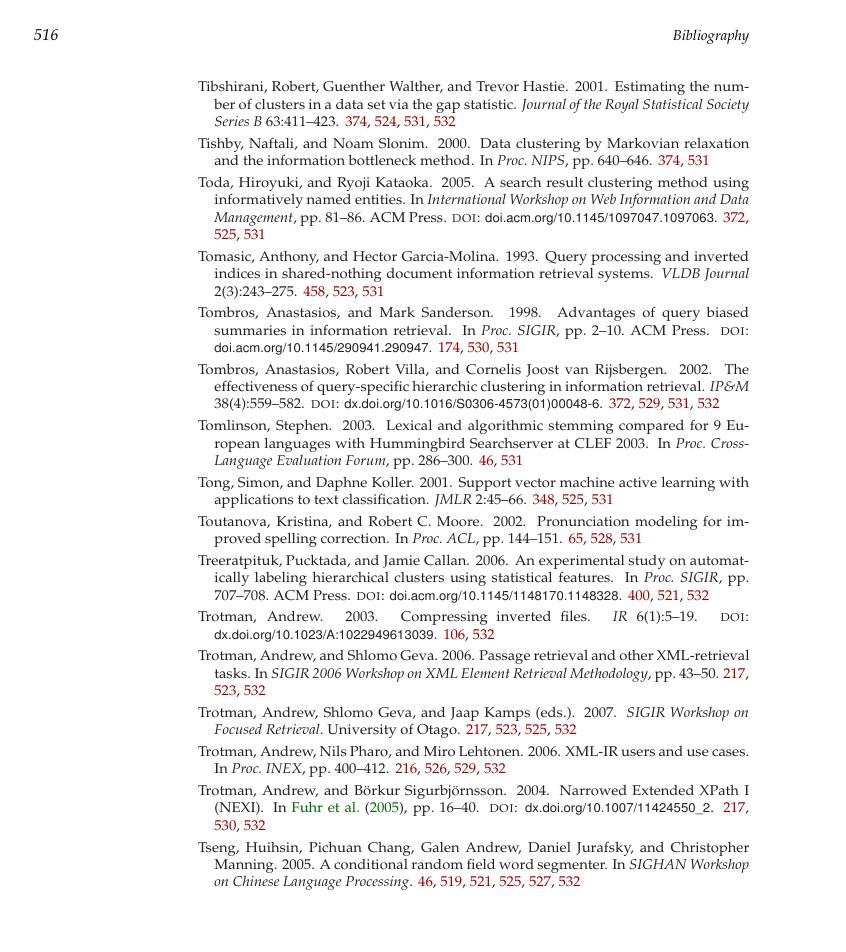 516
Bibliography
Tibshirani, Robert, Guenther Walther, and Trevor Hastie. 2001. Estimating the num-
ber of clusters in a data set via the gap statistic. Journal of the Royal Statistical Society
Series B 63:411–423. 374, 524, 531, 532
Tishby, Naftali, and Noam Slonim. 2000. Data clustering by Markovian relaxation
and the information bottleneck method. In Proc. NIPS, pp. 640–646. 374, 531
Toda, Hiroyuki, and Ryoji Kataoka. 2005. A search result clustering method using
informatively named entities. In International Workshop on Web Information and Data
Management, pp. 81–86. ACM Press. DOI: doi.acm.org/10.1145/1097047.1097063. 372,
525, 531
Tomasic, Anthony, and Hector Garcia-Molina. 1993. Query processing and inverted
indices in shared-nothing document information retrieval systems. VLDB Journal
2(3):243–275. 458, 523, 531
Tombros, Anastasios, and Mark Sanderson. 1998. Advantages of query biased
summaries in information retrieval. In Proc. SIGIR, pp. 2–10. ACM Press. DOI:
doi.acm.org/10.1145/290941.290947. 174, 530, 531
Tombros, Anastasios, Robert Villa, and Cornelis Joost van Rijsbergen. 2002. The
effectiveness of query-specific hierarchic clustering in information retrieval. IP&M
38(4):559–582. DOI: dx.doi.org/10.1016/S0306-4573(01)00048-6. 372, 529, 531, 532
Tomlinson, Stephen. 2003. Lexical and algorithmic stemming compared for 9 Eu-
ropean languages with Hummingbird Searchserver at CLEF 2003. In Proc. Cross-
Language Evaluation Forum, pp. 286–300. 46, 531
Tong, Simon, and Daphne Koller. 2001. Support vector machine active learning with
applications to text classification. JMLR 2:45–66. 348, 525, 531
Toutanova, Kristina, and Robert C. Moore. 2002. Pronunciation modeling for im-
proved spelling correction. In Proc. ACL, pp. 144–151. 65, 528, 531
Treeratpituk, Pucktada, and Jamie Callan. 2006. An experimental study on automat-
ically labeling hierarchical clusters using statistical features. In Proc. SIGIR, pp.
707–708. ACM Press. DOI: doi.acm.org/10.1145/1148170.1148328. 400, 521, 532
Trotman, Andrew. 2003. Compressing inverted files. IR 6(1):5–19. DOI:
dx.doi.org/10.1023/A:1022949613039. 106, 532
Trotman, Andrew, and Shlomo Geva. 2006. Passage retrieval and other XML-retrieval
tasks. In SIGIR 2006 Workshop on XML Element Retrieval Methodology, pp. 43–50. 217,
523, 532
Trotman, Andrew, Shlomo Geva, and Jaap Kamps (eds.). 2007. SIGIR Workshop on
Focused Retrieval. University of Otago. 217, 523, 525, 532
Trotman, Andrew, Nils Pharo, and Miro Lehtonen. 2006. XML-IR users and use cases.
In Proc. INEX, pp. 400–412. 216, 526, 529, 532
Trotman, Andrew, and Börkur Sigurbjörnsson. 2004. Narrowed Extended XPath I
(NEXI). In Fuhr et al. (2005), pp. 16–40. DOI: dx.doi.org/10.1007/11424550_2. 217,
530, 532
Tseng, Huihsin, Pichuan Chang, Galen Andrew, Daniel Jurafsky, and Christopher
Manning. 2005. A conditional random field word segmenter. In SIGHAN Workshop
on Chinese Language Processing. 46, 519, 521, 525, 527, 532